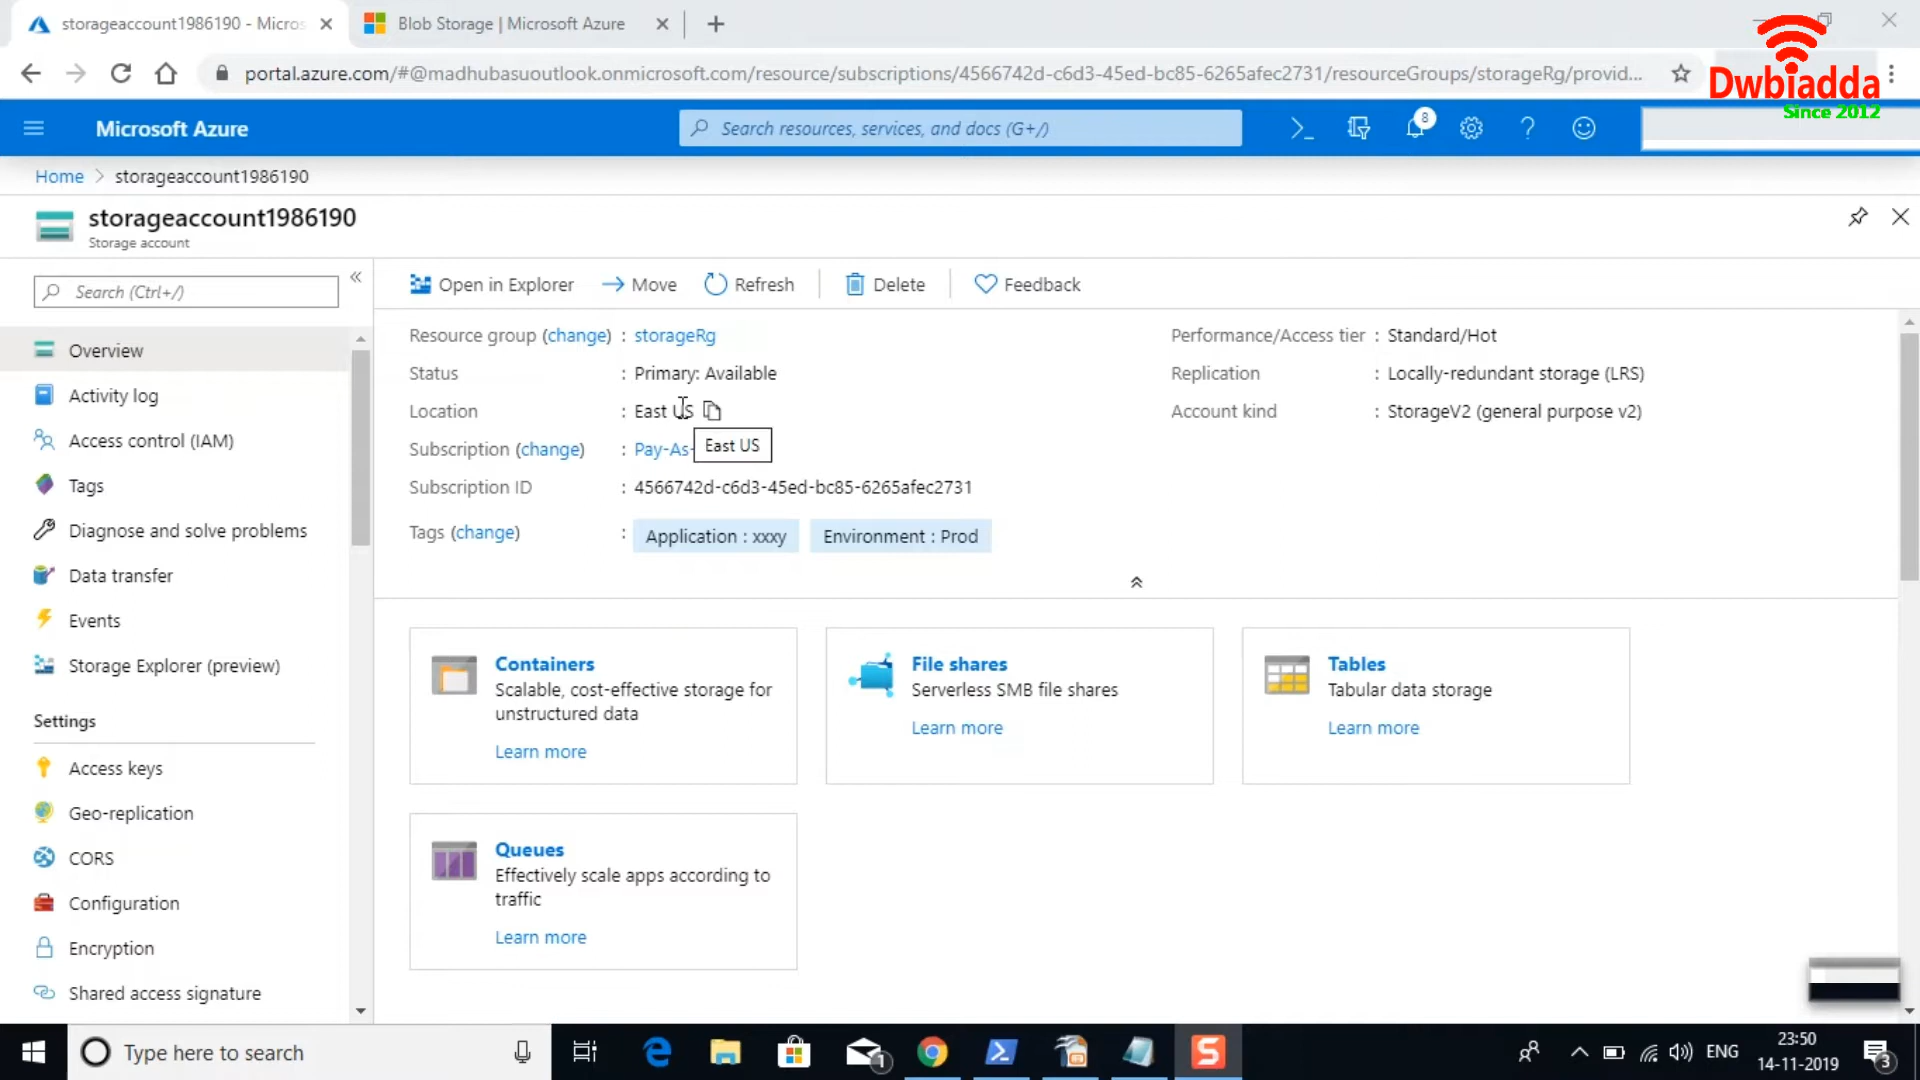 storageaccount1986190 - Micros
Blob Storage | Microsoft Azure
portal.azure.com/#@madhubasuoutlook.onmicrosoft.com/resource/subscriptions/4566742d-c6d3-45ed-bc85-6265afec2731/resourceGroups/storageRg/provid...
Dwbiadda
Since 2012
Microsoft Azure
Search resources, services, and docs (G+/)
8
Home > storageaccount1986190
storageaccount1986190
Storage account
Search (Ctrl+/)
Overview
Activity log
Access control (IAM)
Tags
Diagnose and solve problems
Data transfer
Events
Storage Explorer (preview)
Settings
Access keys
Geo-replication
CORS
Configuration
Encryption
Shared access signature
Open in Explorer
Move
Refresh
Delete
Feedback
Resource group (change) : storageRg
Status : Primary: Available
Location : East US
Subscription (change) : Pay-As-
East US
Subscription ID : 4566742d-c6d3-45ed-bc85-6265afec2731
Tags (change) : Application : xxxy Environment : Prod
Performance/Access tier : Standard/Hot
Replication : Locally-redundant storage (LRS)
Account kind : StorageV2 (general purpose v2)
Containers
Scalable, cost-effective storage for
unstructured data
Learn more
File shares
Serverless SMB file shares
Learn more
Tables
Tabular data storage
Learn more
Queues
Effectively scale apps according to
traffic
Learn more
Type here to search
1
S
ENG
23:50
14-11-2019
3